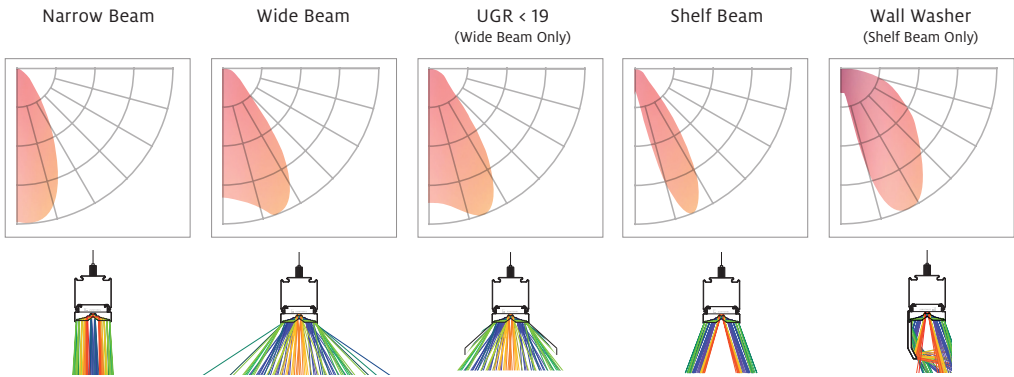 Narrow Beam
Wide Beam
UGR < 19
(Wide Beam Only)
Shelf Beam
Wall Washer
(Shelf Beam Only)